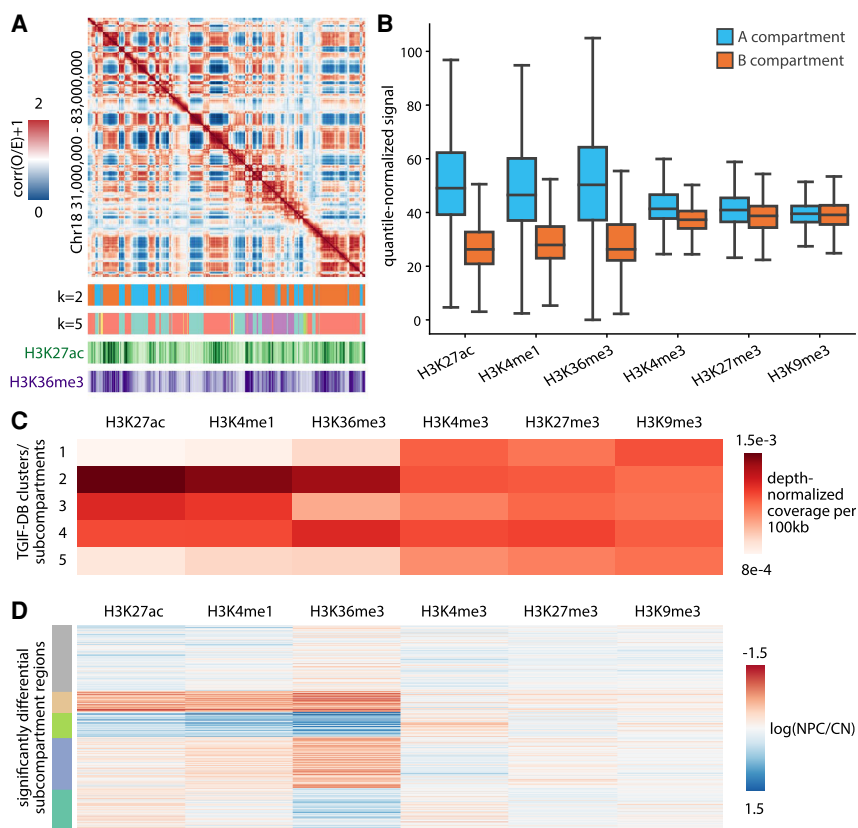 A
corr(O/E)+1
2
0
Chr18 31,000,000 - 83,000,000
k=2
k=5
H3K27ac
H3K36me3
B
quantile-normalized signal
100
80
60
40
20
0
A compartment
B compartment
H3K27ac
H3K4me1
H3K36me3
H3K4me3
H3K27me3
H3K9me3
C
H3K27ac H3K4me1 H3K36me3 H3K4me3 H3K27me3 H3K9me3
TGIF-DB clusters/
subcompartments
1
2
3
4
5
1.5e-3
depth-
normalized
coverage per
100kb
8e-4
D
H3K27ac H3K4me1 H3K36me3 H3K4me3 H3K27me3 H3K9me3
significantly differential
subcompartment regions
-1.5
log(NPC/CN)
1.5